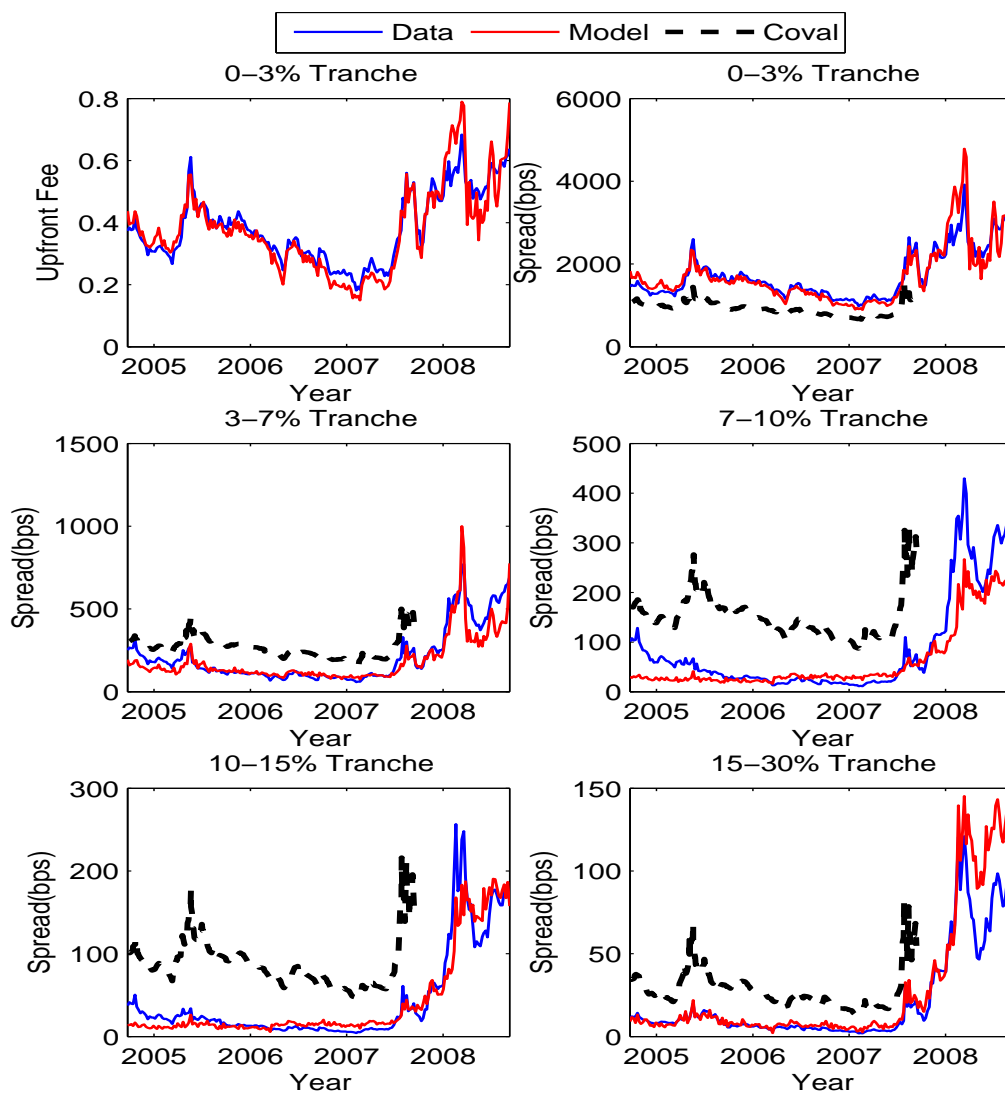 Data Model Coval
0−3% Tranche
0.8
0.6
0.4
0.2
0
Upfront Fee
2005 2006 2007 2008
Year
0−3% Tranche
6000
4000
2000
0
Spread(bps)
2005 2006 2007 2008
Year
3−7% Tranche
1500
1000
500
0
Spread(bps)
2005 2006 2007 2008
Year
7−10% Tranche
500
400
300
200
100
0
Spread(bps)
2005 2006 2007 2008
Year
10−15% Tranche
300
200
100
0
Spread(bps)
2005 2006 2007 2008
Year
15−30% Tranche
150
100
50
0
Spread(bps)
2005 2006 2007 2008
Year